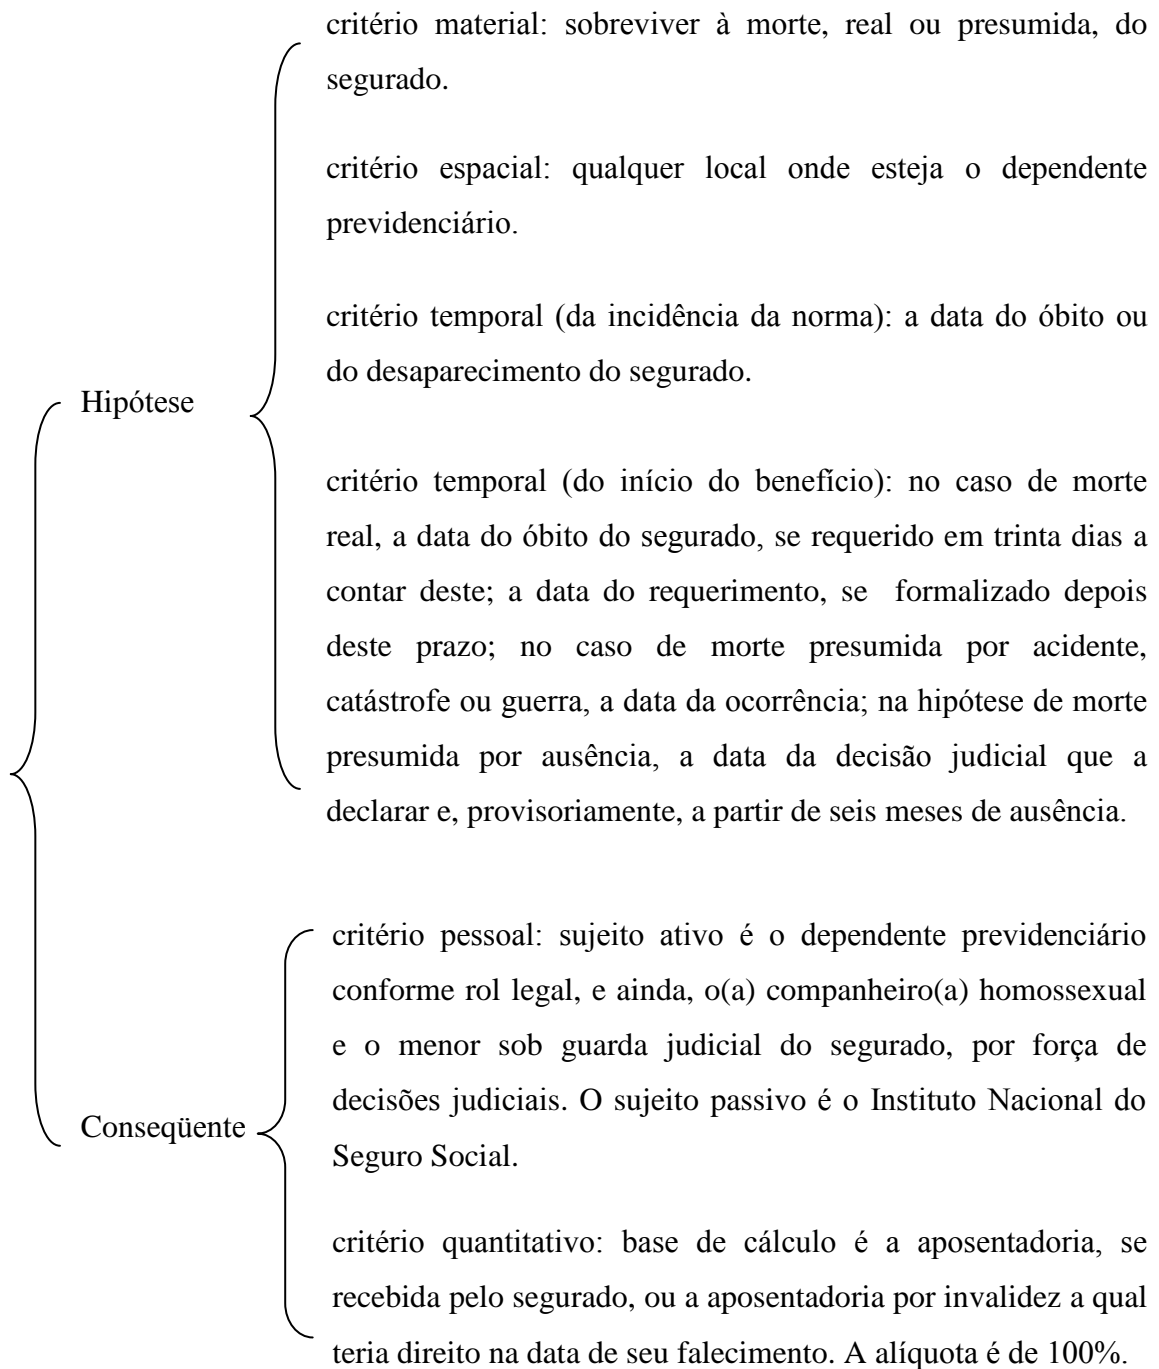 critério material: sobreviver à morte, real ou presumida, do
segurado.
critério espacial: qualquer local onde esteja o dependente
previdenciário.
critério temporal (da incidência da norma): a data do óbito ou
do desaparecimento do segurado.
Hipótese
critério temporal (do início do benefício): no caso de morte
real, a data do óbito do segurado, se requerido em trinta dias a
contar deste; a data do requerimento, se formalizado depois
deste prazo; no caso de morte presumida por acidente,
catástrofe ou guerra, a data da ocorrência; na hipótese de morte
presumida por ausência, a data da decisão judicial que a
declarar e, provisoriamente, a partir de seis meses de ausência.
critério pessoal: sujeito ativo é o dependente previdenciário
conforme rol legal, e ainda, o(a) companheiro(a) homossexual
e o menor sob guarda judicial do segurado, por força de
decisões judiciais. O sujeito passivo é o Instituto Nacional do
Seguro Social.
Conseqüente
critério quantitativo: base de cálculo é a aposentadoria, se
recebida pelo segurado, ou a aposentadoria por invalidez a qual
teria direito na data de seu falecimento. A alíquota é de 100%.